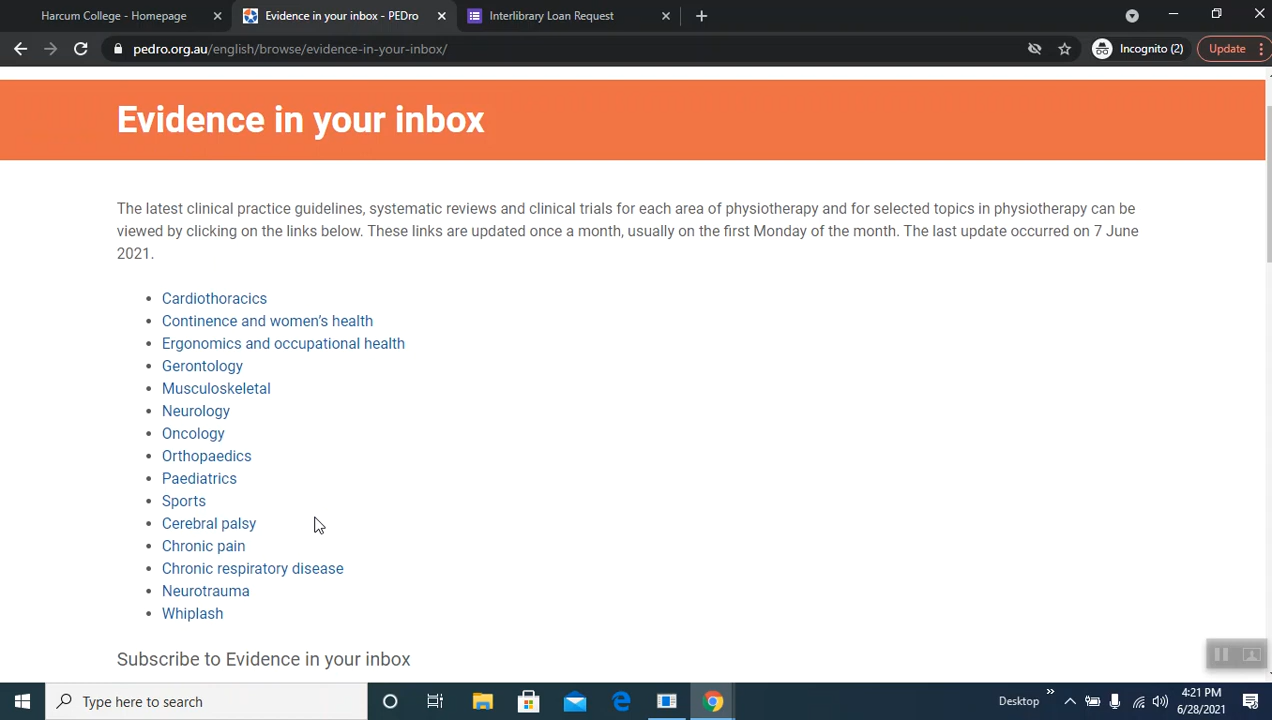 Harcum College - Homepage
Evidence in your inbox - PEDro
Interlibrary Loan Request
pedro.org.au/english/browse/evidence-in-your-inbox/
Incognito (2)
Update
Evidence in your inbox
The latest clinical practice guidelines, systematic reviews and clinical trials for each area of physiotherapy and for selected topics in physiotherapy can be
viewed by clicking on the links below. These links are updated once a month, usually on the first Monday of the month. The last update occurred on 7 June
2021.
• Cardiothoracics
• Continence and women’s health
• Ergonomics and occupational health
• Gerontology
• Musculoskeletal
• Neurology
• Oncology
• Orthopaedics
• Paediatrics
• Sports
• Cerebral palsy
• Chronic pain
• Chronic respiratory disease
• Neurotrauma
• Whiplash
Subscribe to Evidence in your inbox
Type here to search
Desktop
4:21 PM
6/28/2021